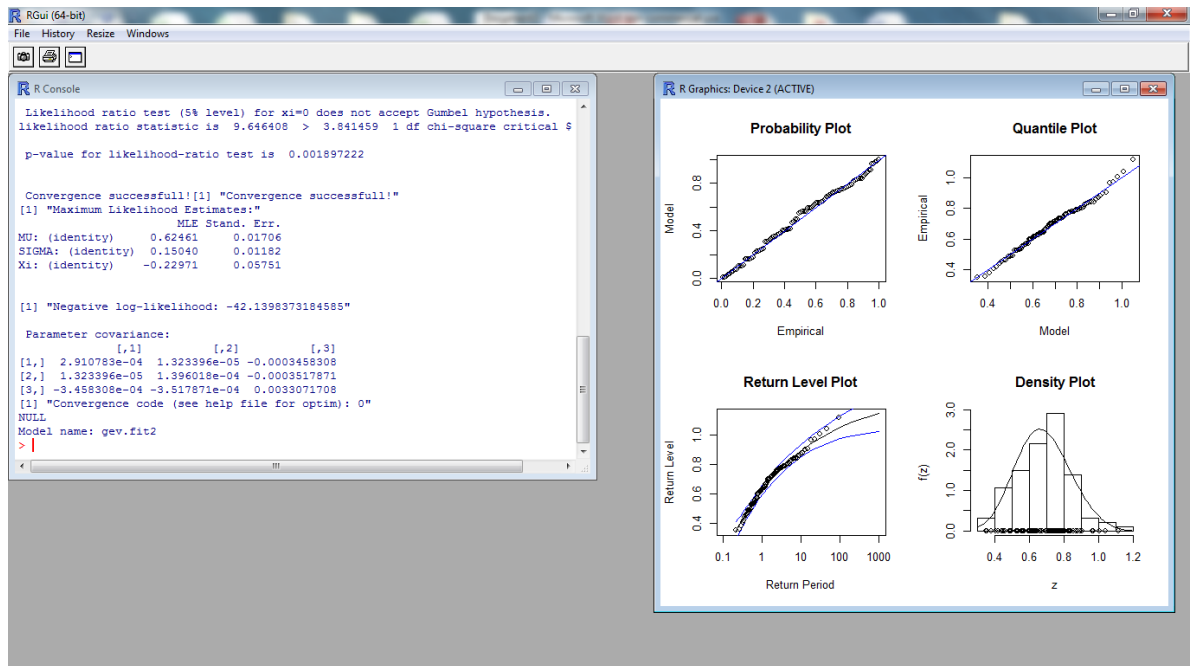 RGui (64-bit)
File History Resize Windows
R Console
Likelihood ratio test (5% level) for xi=0 does not accept Gumbel hypothesis.
likelihood ratio statistic is 9.646408 > 3.841459 1 df chi-square critical $
p-value for likelihood-ratio test is 0.001897222
Convergence successfull![1] "Convergence successfull!"
[1] "Maximum Likelihood Estimates:"
MLE Stand. Err.
MU: (identity) 0.62461 0.01706
SIGMA: (identity) 0.15040 0.01182
Xi: (identity) -0.22971 0.05751
[1] "Negative log-likelihood: -42.1398373184585"
Parameter covariance:
[,1] [,2] [,3]
[1,] 2.910783e-04 1.323396e-05 -0.0003458308
[2,] 1.323396e-05 1.396018e-04 -0.0003517871
[3,] -3.458308e-04 -3.517871e-04 0.0033071708
[1] "Convergence code (see help file for optim): 0"
NULL
Model name: gev.fit2
>
R Graphics: Device 2 (ACTIVE)
Probability Plot
Model
0.0 0.4 0.8
0.0 0.2 0.4 0.6 0.8 1.0
Empirical
Quantile Plot
Empirical
0.4 0.6 0.8 1.0
0.4 0.6 0.8 1.0
Model
Return Level Plot
Return Level
0.4 0.6 0.8 1.0
0.1 1 10 100 1000
Return Period
Density Plot
f(z)
0.0 1.0 2.0 3.0
0.4 0.6 0.8 1.0 1.2
z